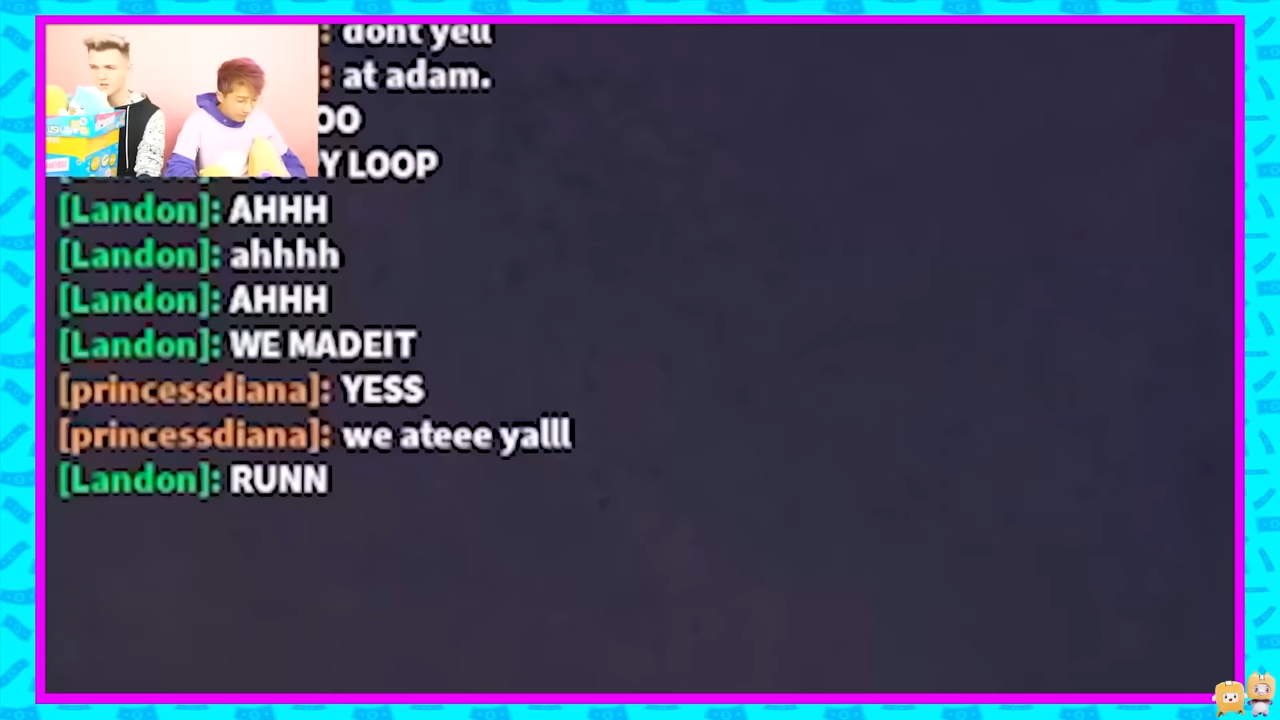 : dont yell
: at adam.
OO
Y LOOP
[Landon]: AHHH
[Landon]: ahhhh
[Landon]: AHHH
[Landon]: WE MADEIT
[princessdiana]: YESS
[princessdiana]: we ateee yalll
[Landon]: RUNN